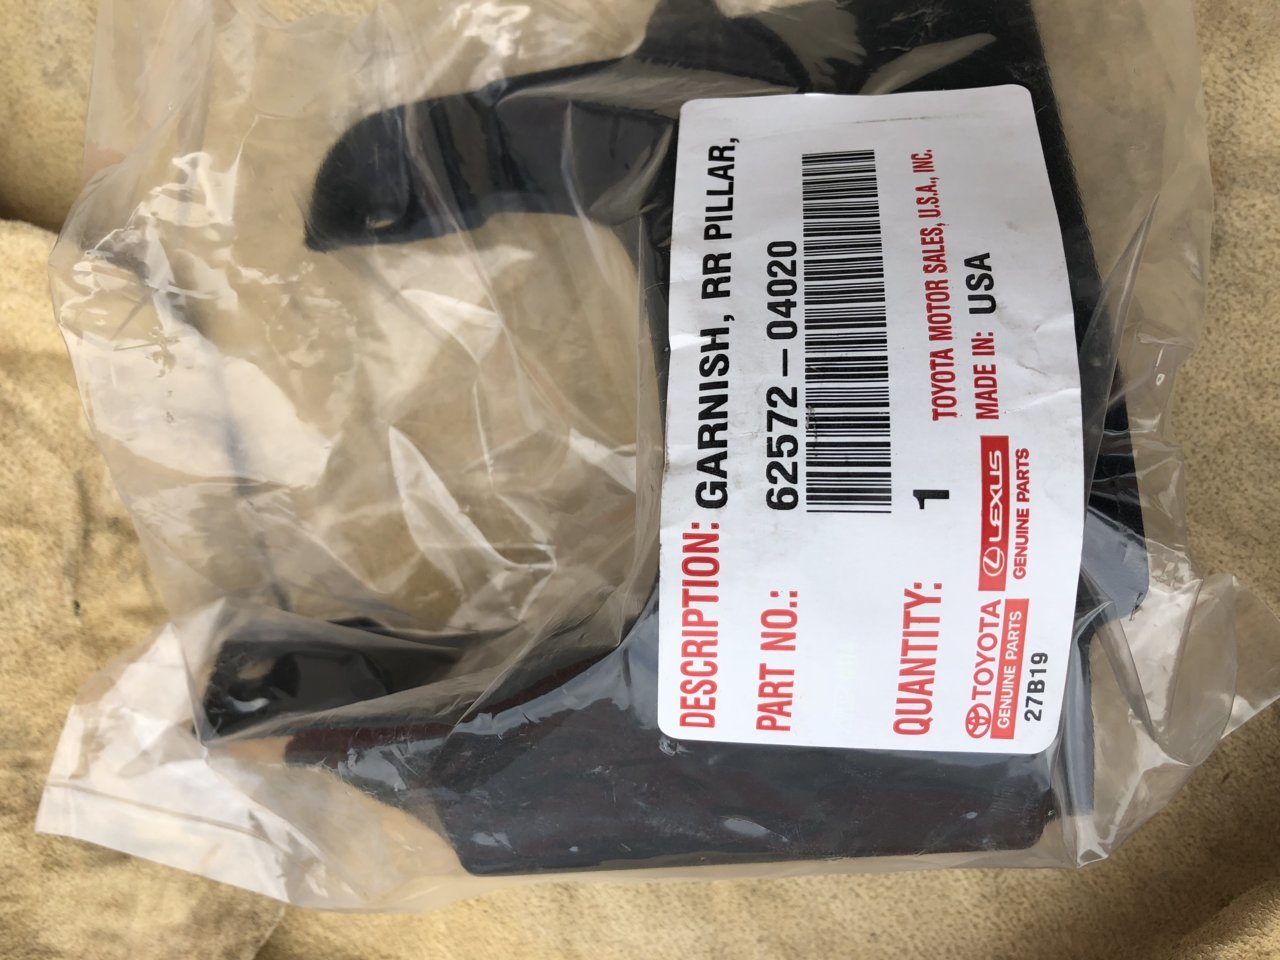 DESCRIPTION: GARNISH, RR PILLAR,
PART NO.: 62572-04020
QUANTITY: 1
TOYOTA MOTOR SALES, U.S.A., INC.
MADE IN: USA
TOYOTA
GENUINE PARTS
LEXUS
GENUINE PARTS
27B19